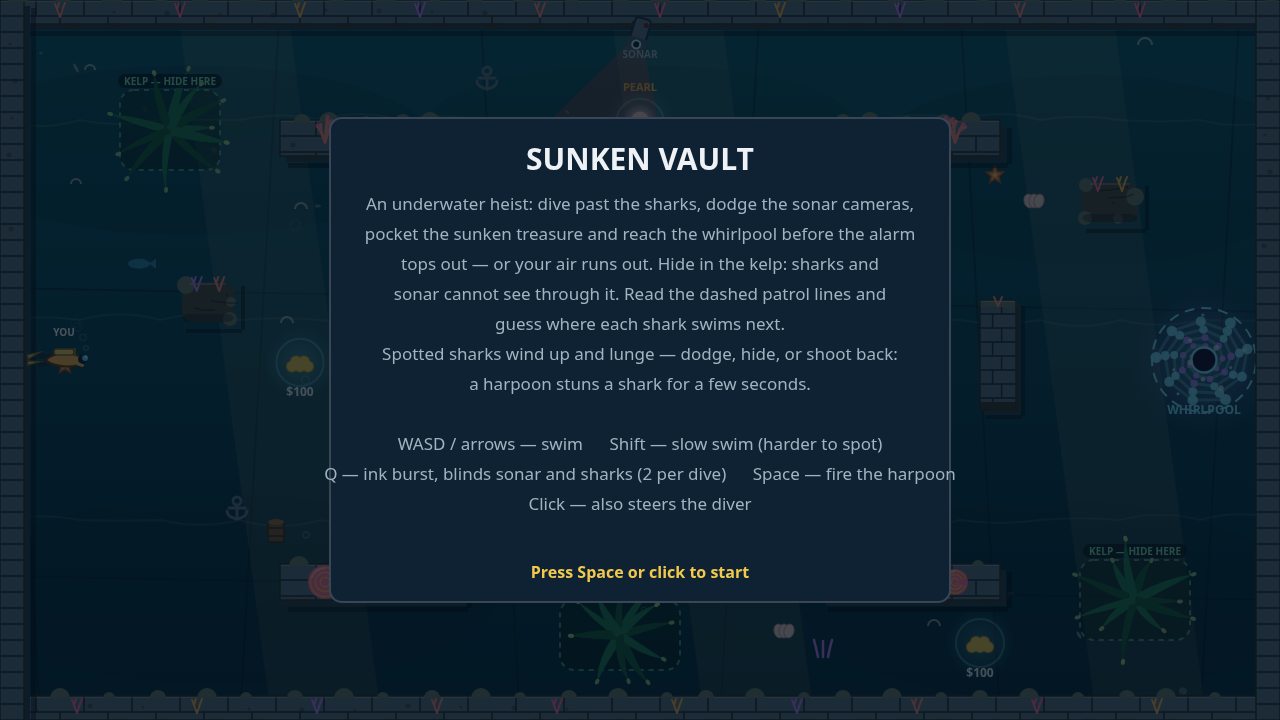 SONAR
KELP — HIDE HERE
PEARL
SUNKEN VAULT
An underwater heist: dive past the sharks, dodge the sonar cameras,
pocket the sunken treasure and reach the whirlpool before the alarm
tops out — or your air runs out. Hide in the kelp: sharks and
sonar cannot see through it. Read the dashed patrol lines and
guess where each shark swims next.
Spotted sharks wind up and lunge — dodge, hide, or shoot back:
a harpoon stuns a shark for a few seconds.
WASD / arrows — swim Shift — slow swim (harder to spot)
Q — ink burst, blinds sonar and sharks (2 per dive) Space — fire the harpoon
Click — also steers the diver
Press Space or click to start
YOU
$100
WHIRLPOOL
KELP — HIDE HERE
$100